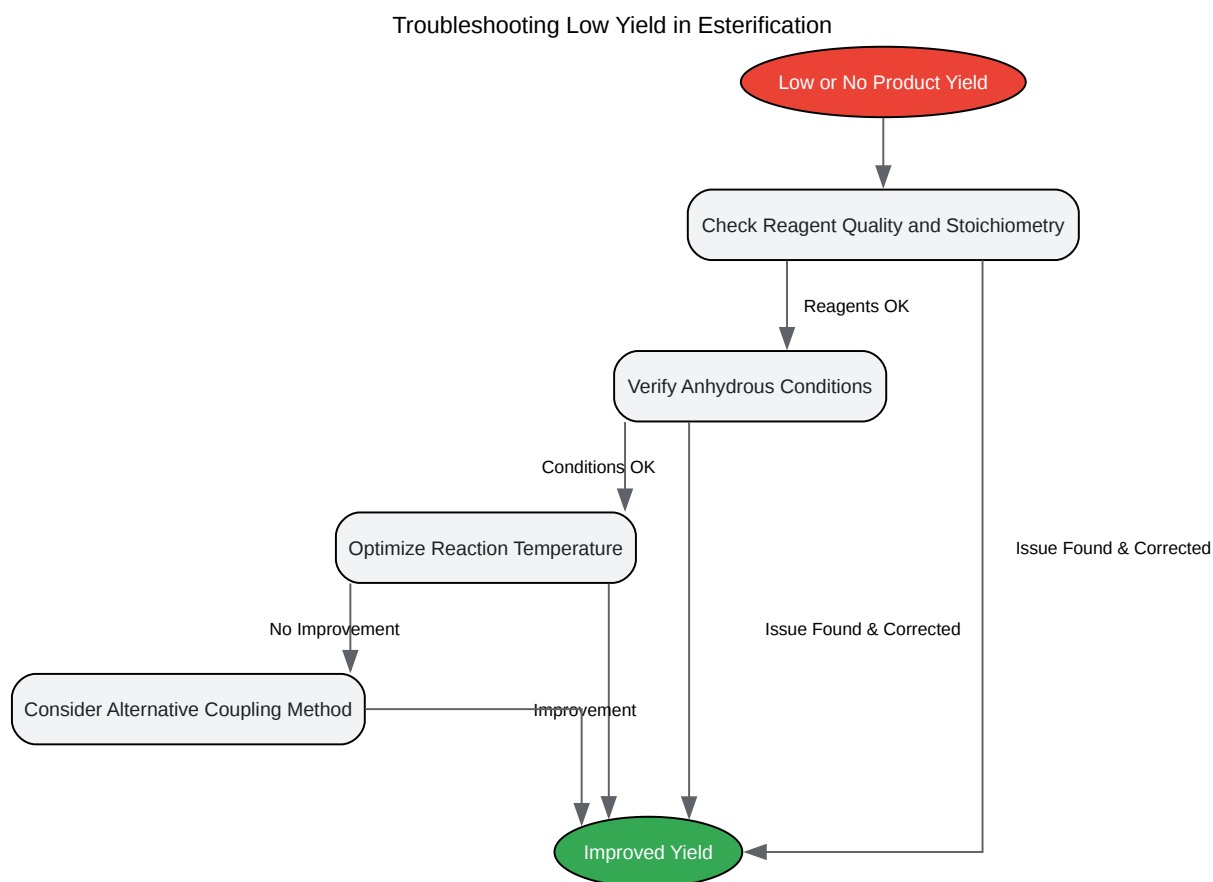 Troubleshooting Low Yield in Esterification
Low or No Product Yield
Check Reagent Quality and Stoichiometry
Reagents OK
Verify Anhydrous Conditions
Conditions OK
Optimize Reaction Temperature
Issue Found & Corrected
No Improvement
Issue Found & Corrected
Consider Alternative Coupling Method
Improvement
Improved Yield